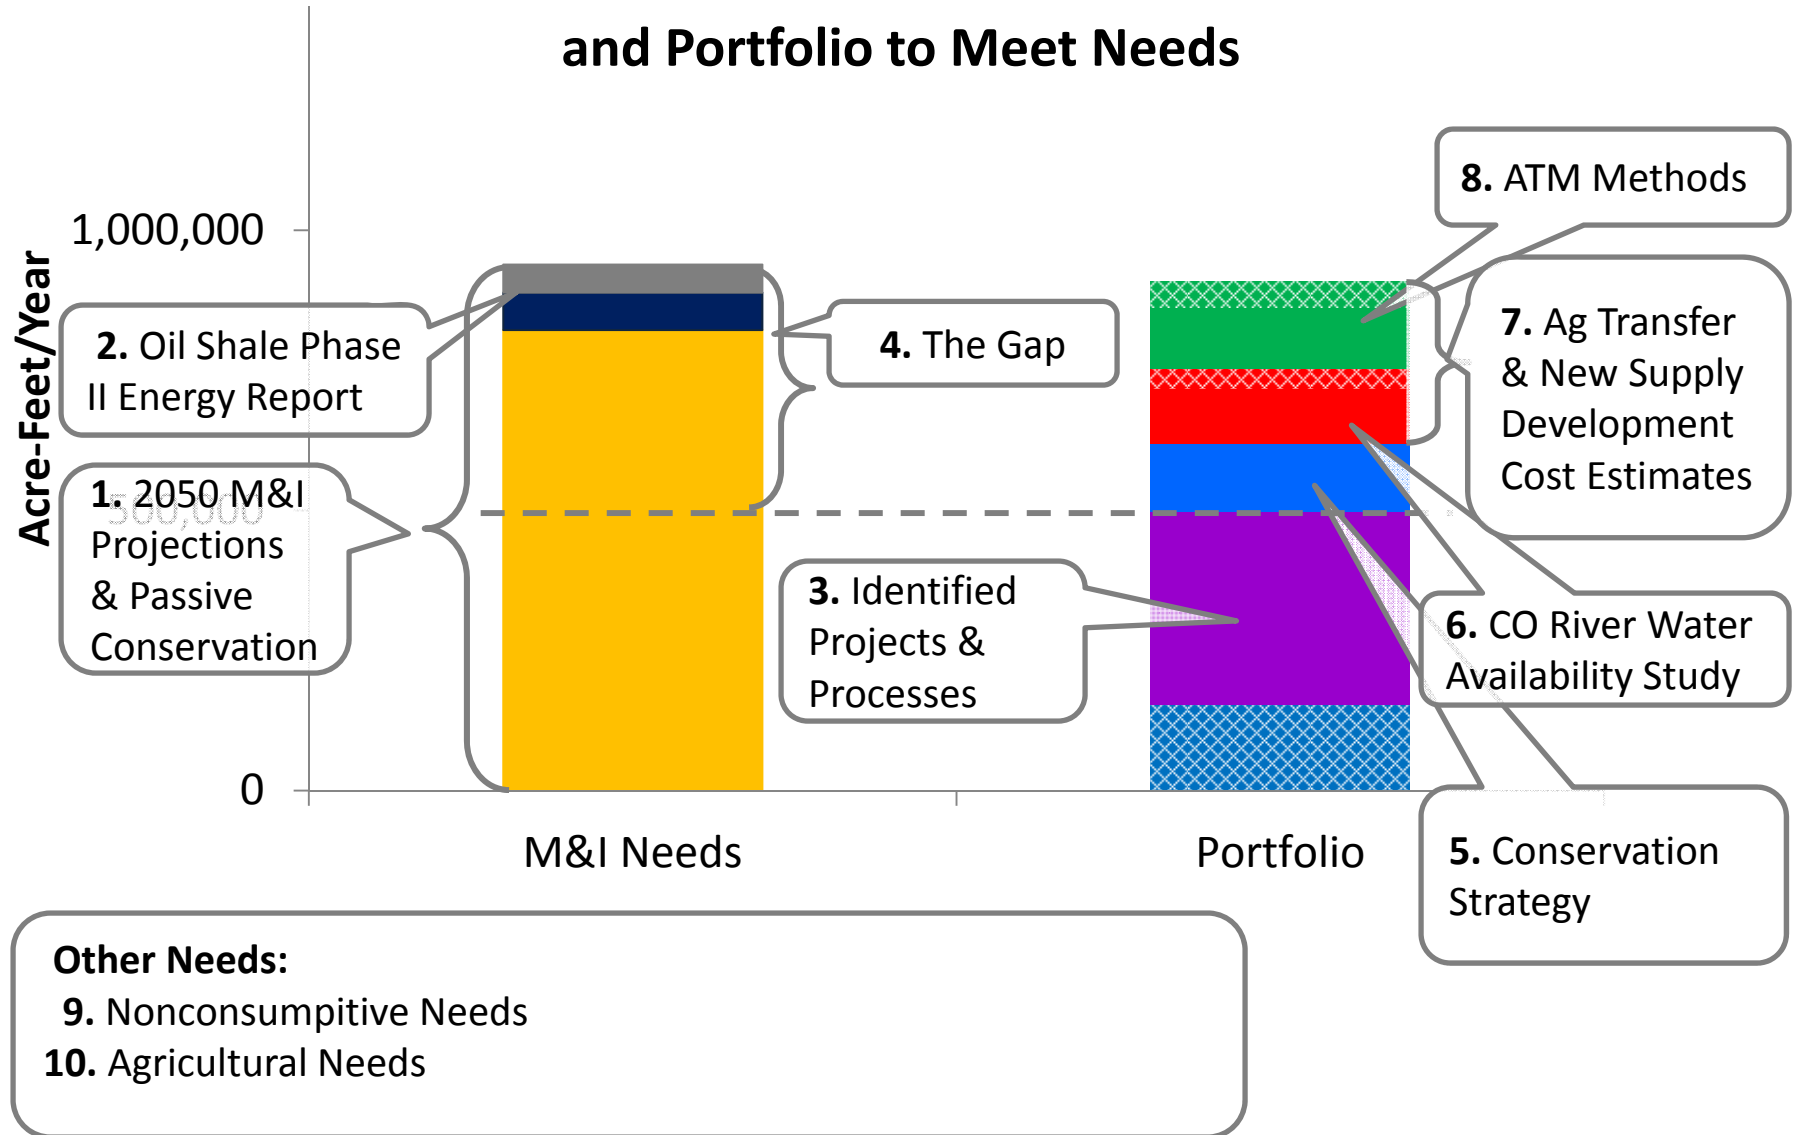 and Portfolio to Meet Needs
Acre-Feet/Year
1,000,000
500,000
0
2. Oil Shale Phase
II Energy Report
1. 2050 M&I
Projections
& Passive
Conservation
4. The Gap
3. Identified
Projects &
Processes
8. ATM Methods
7. Ag Transfer
& New Supply
Development
Cost Estimates
6. CO River Water
Availability Study
5. Conservation
Strategy
M&I Needs
Portfolio
Other Needs:
9. Nonconsumpitive Needs
10. Agricultural Needs